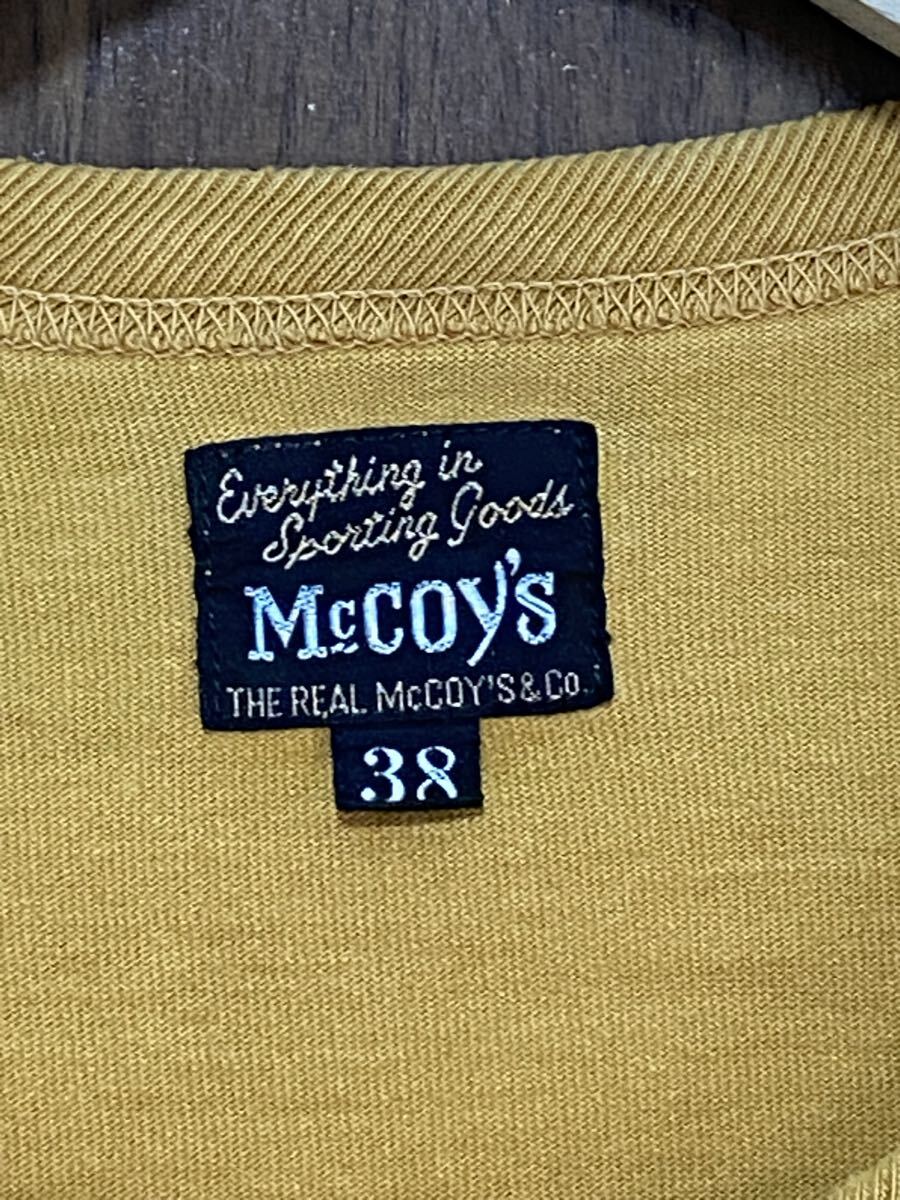 Everything in
Sporting Goods
McCOY'S
THE REAL McCOY'S & Co.
38